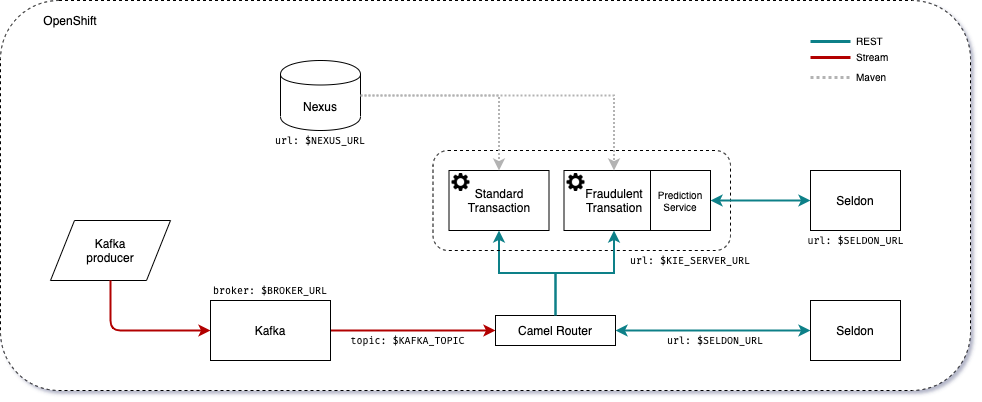 OpenShift
REST
Stream
Maven
Nexus
url: $NEXUS_URL
Standard
Transaction
Fraudulent
Transation
Prediction
Service
Seldon
url: $SELDON_URL
url: $KIE_SERVER_URL
Kafka
producer
broker: $BROKER_URL
Kafka
topic: $KAFKA_TOPIC
Camel Router
url: $SELDON_URL
Seldon